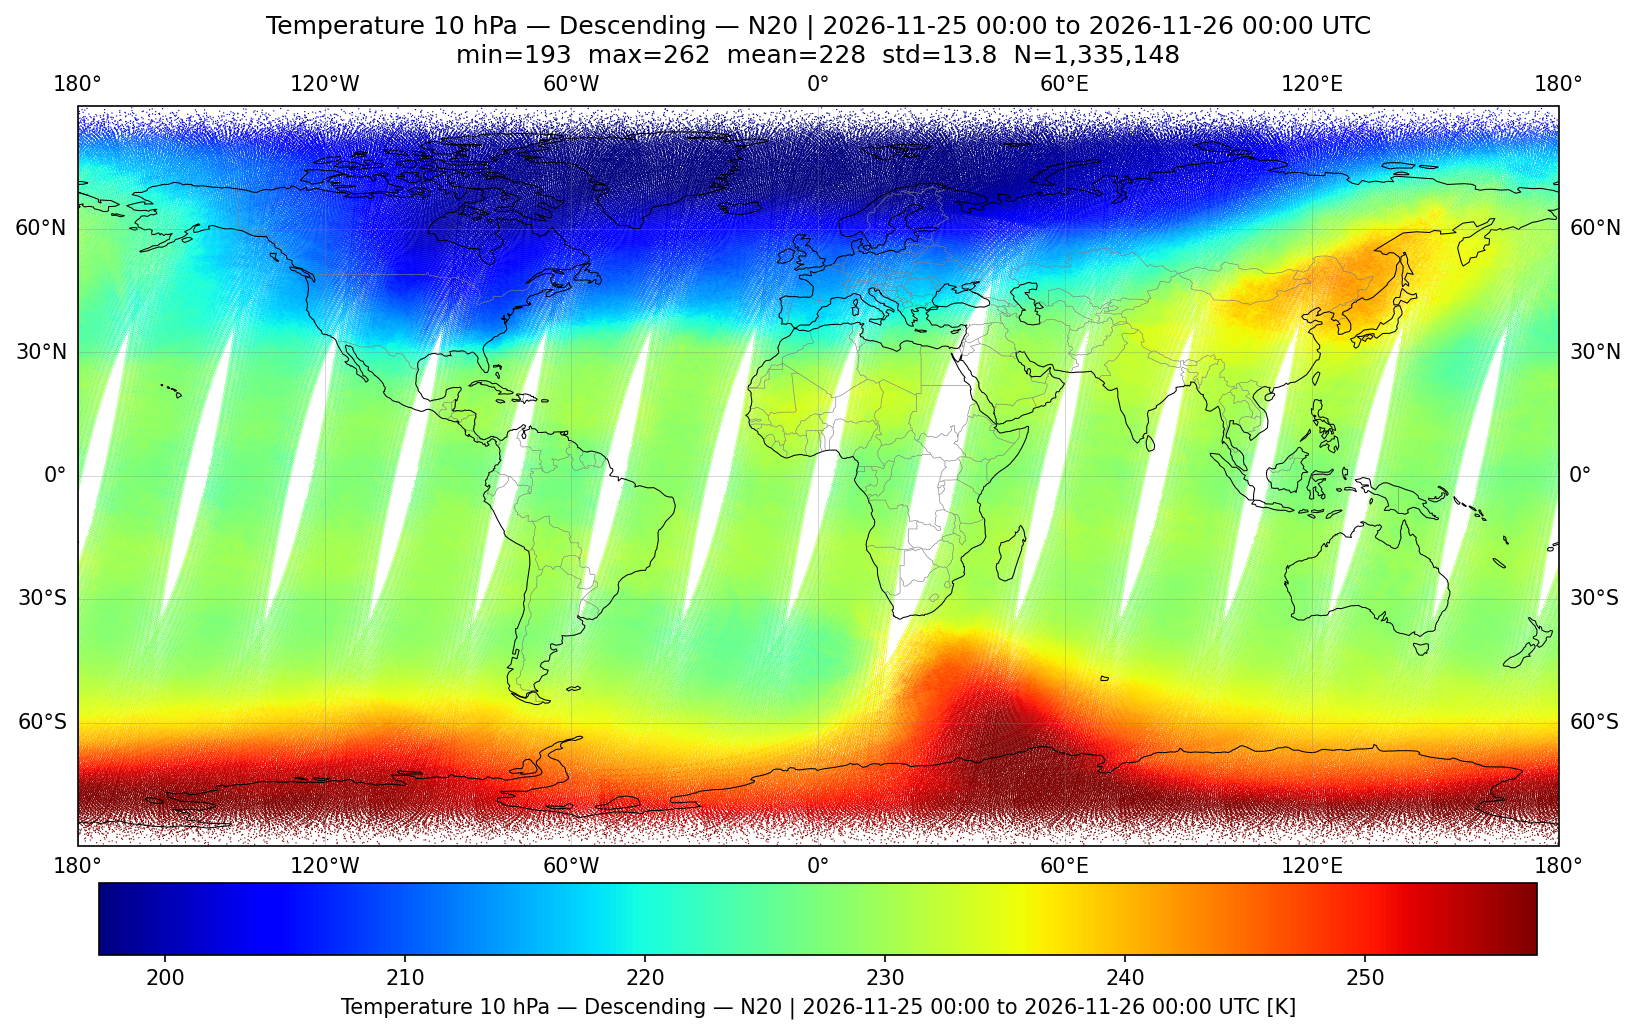 Temperature 10 hPa — Descending — N20 | 2026-11-25 00:00 to 2026-11-26 00:00 UTC
min=193 max=262 mean=228 std=13.8 N=1,335,148
180° 120°W 60°W 0° 60°E 120°E 180°
60°N 60°N
30°N 30°N
0° 0°
30°S 30°S
60°S 60°S
180° 120°W 60°W 0° 60°E 120°E 180°
200 210 220 230 240 250
Temperature 10 hPa — Descending — N20 | 2026-11-25 00:00 to 2026-11-26 00:00 UTC [K]